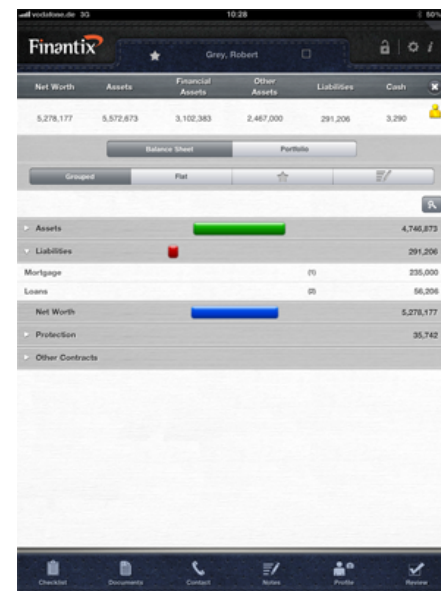 vodafone.de 3G 10:28 50%
Finantix Grey, Robert i
Net Worth Assets Financial Assets Other Assets Liabilities Cash
5,278,177 5,572,673 3,102,383 2,467,000 291,206 3,290
Balance Sheet Portfolio
Grouped Flat
Assets 4,746,873
Liabilities 291,206
Mortgage (1) 235,000
Loans (2) 56,206
Net Worth 5,278,177
Protection 35,742
Other Contracts
Checklist Documents Contact Notes Profile Review